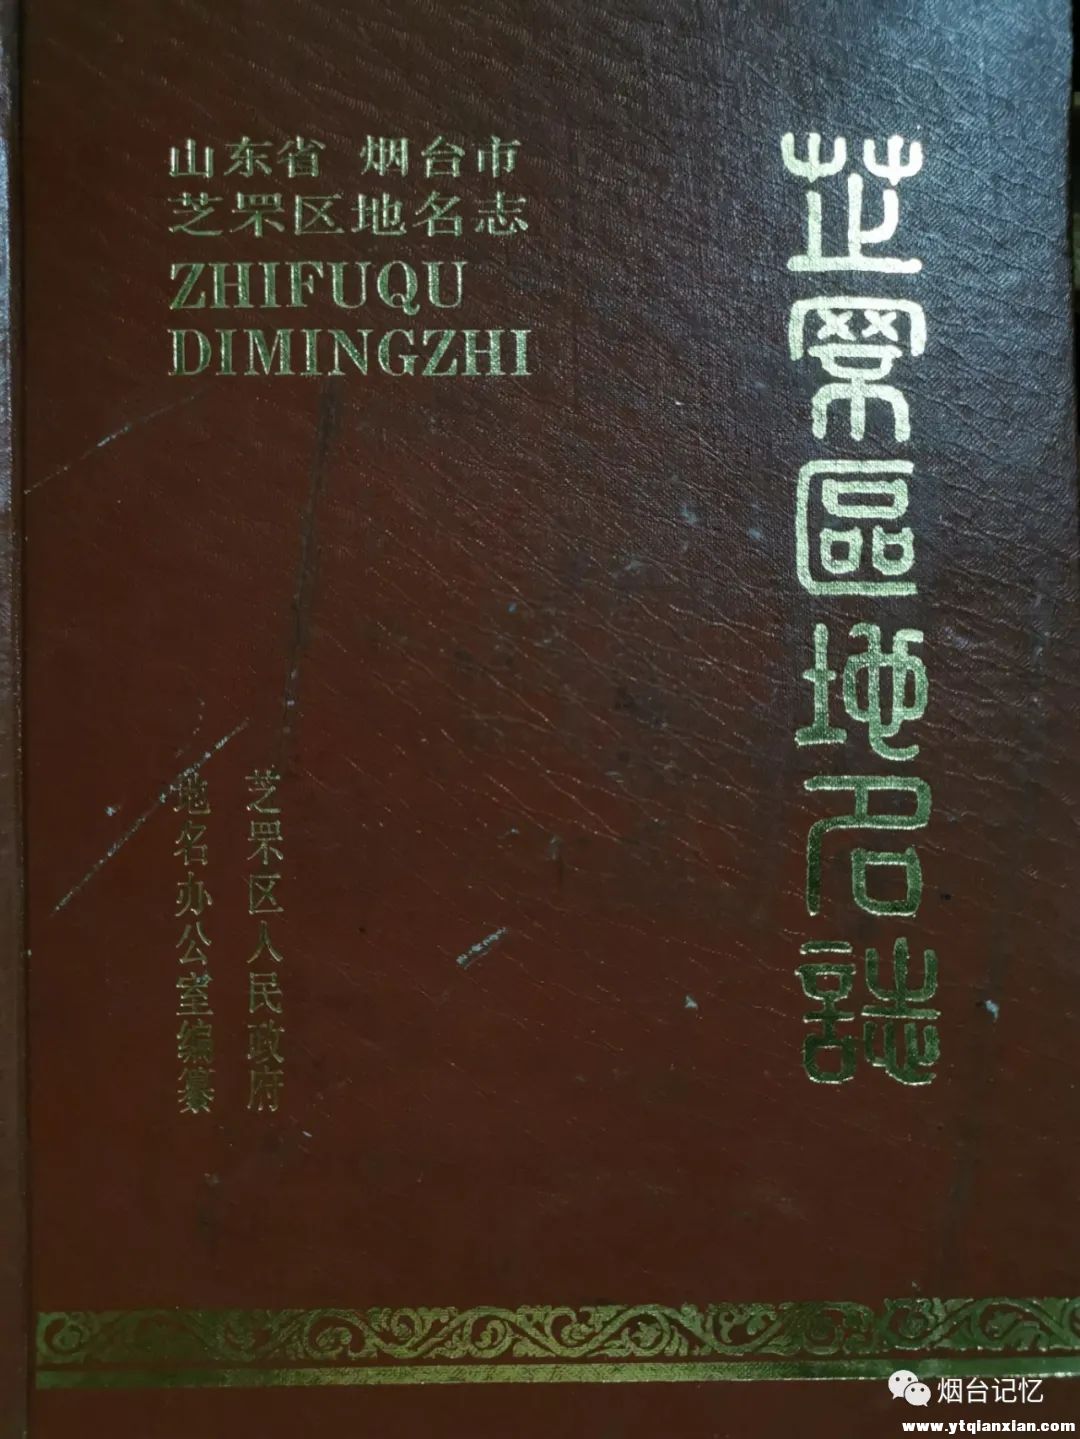 山东省 烟台市
芝罘区地名志
ZHIFUQU
DIMINGZHI
芝罘區地名誌
芝罘区人民政府
地名办公室编纂
烟台记忆
www.ytqianxian.com